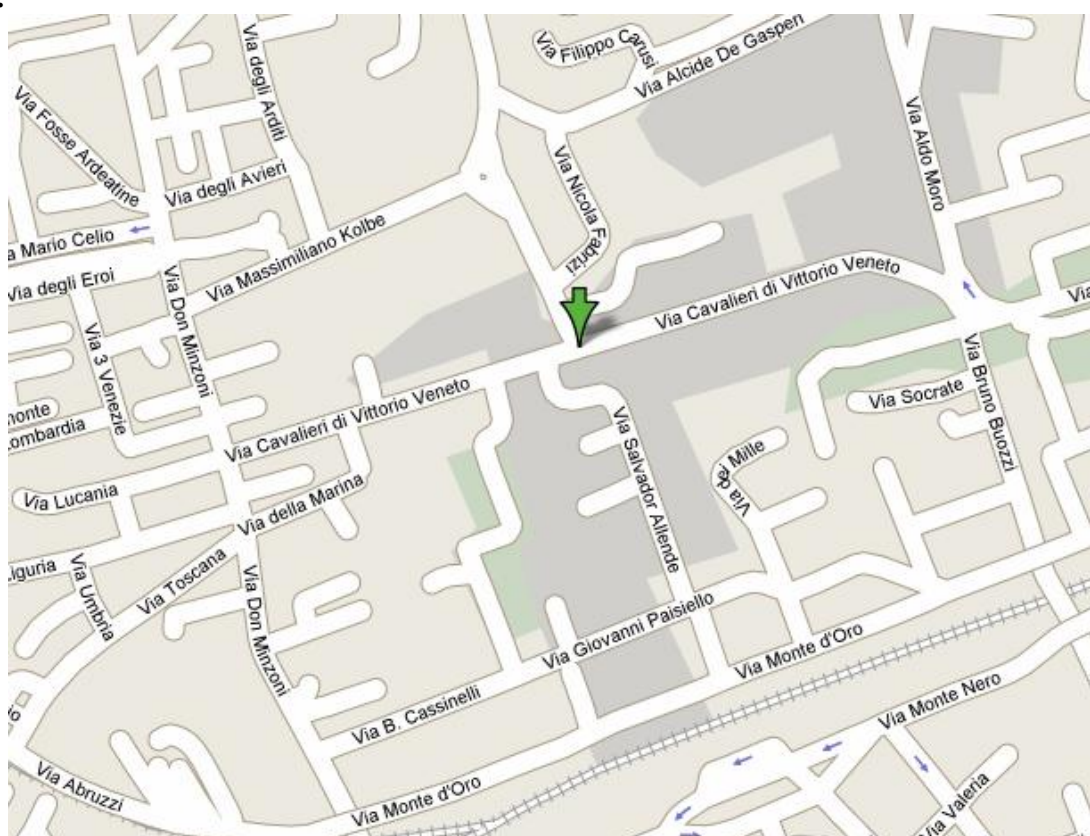 Via Filippo Carusi
Via Alcide De Gasperi
Via degli Arditi
Via Fosse Ardeatine
Via Aldo Moro
Via degli Avieri
Via Nicola Fabrizi
a Mario Celio
Via Massimiliano Kolbe
Via degli Eroi
Via Don Minzoni
Via Cavalieri di Vittorio Veneto
Via
Via 3 Venezie
Via Bruno Buozzi
Via Socrate
monte
ombardia
Via Cavalieri di Vittorio Veneto
Via Salvador Allende
Via dei Mille
Via Lucania
Via della Marina
iguria
Via Umbria
Via Toscana
Via Don Minzoni
Via Giovanni Paisiello
Via Monte d'Oro
Via B. Cassinelli
Via Monte Nero
io
Via Abruzzi
Via Monte d'Oro
Via Valeria